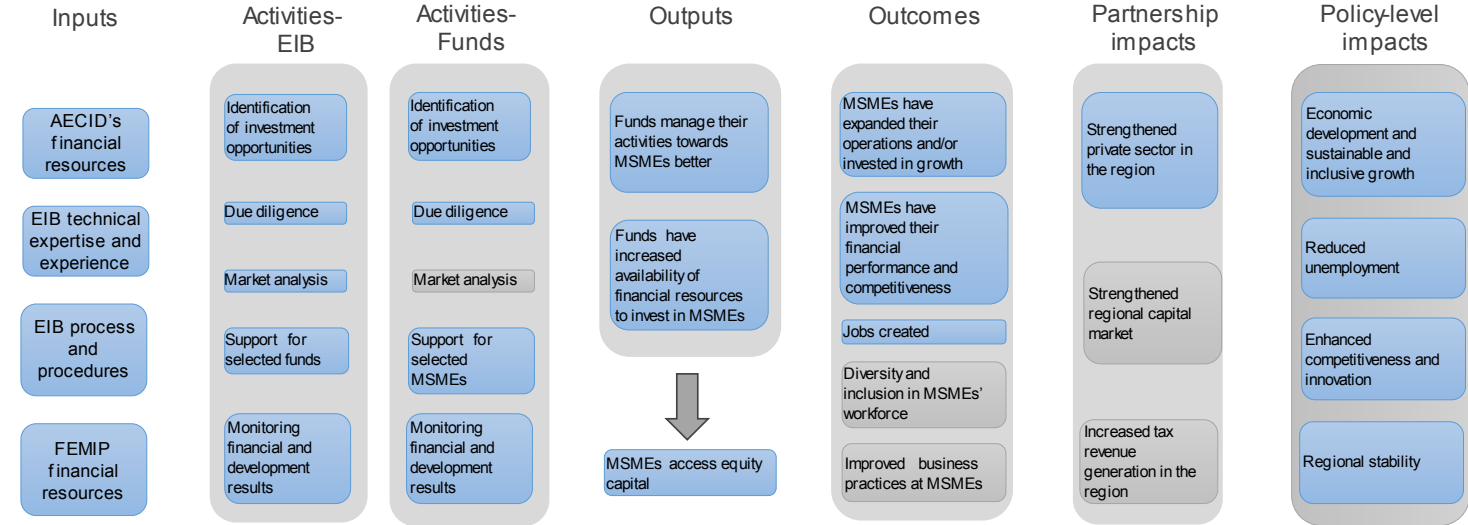 Inputs
Activities-
EIB
Activities-
Funds
Outputs
Outcomes
Partnership
impacts
Policy-level
impacts
AECID's
financial
resources
EIB technical
expertise and
experience
EIB process
and
procedures
FEMIP
financial
resources
Identification
of investment
opportunities
Due diligence
Market analysis
Support for
selected funds
Monitoring
financial and
development
results
Identification
of investment
opportunities
Due diligence
Market analysis
Support for
selected
MSMEs
Monitoring
financial and
development
results
Funds manage their
activities towards
MSMEs better
Funds have
increased
availability of
financial resources
to invest in MSMEs
MSMEs access equity
capital
MSMEs have
expanded their
operations and/or
invested in growth
MSMEs have
improved their
financial
performance and
competitiveness
Jobs created
Diversity and
inclusion in MSMEs'
workforce
Improved business
practices at MSMEs
Strengthened
private sector in
the region
Strengthened
regional capital
market
Increased tax
revenue
generation in the
region
Economic
development and
sustainable and
inclusive growth
Reduced
unemployment
Enhanced
competitiveness and
innovation
Regional stability